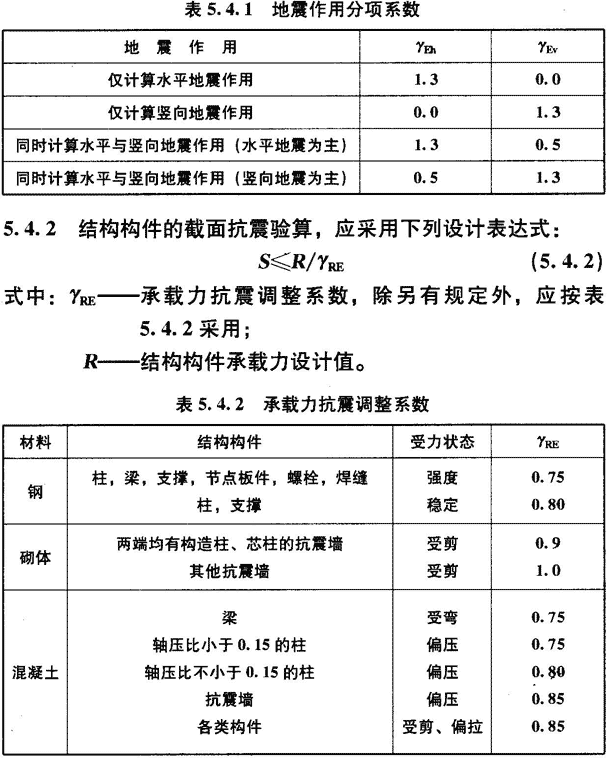 表 5.4.1 地震作用分项系数
地 震 作 用 γEh γEv
仅计算水平地震作用 1.3 0.0
仅计算竖向地震作用 0.0 1.3
同时计算水平与竖向地震作用(水平地震为主) 1.3 0.5
同时计算水平与竖向地震作用(竖向地震为主) 0.5 1.3
5.4.2 结构构件的截面抗震验算，应采用下列设计表达式：
S≤R/γRE (5.4.2)
式中：γRE——承载力抗震调整系数，除另有规定外，应按表
5.4.2 采用；
R——结构构件承载力设计值。
表 5.4.2 承载力抗震调整系数
材料 结构构件 受力状态 γRE
钢 柱，梁，支撑，节点板件，螺栓，焊缝 强度 0.75
柱，支撑 稳定 0.80
砌体 两端均有构造柱、芯柱的抗震墙 受剪 0.9
其他抗震墙 受剪 1.0
混凝土 梁 受弯 0.75
轴压比小于 0.15 的柱 偏压 0.75
轴压比不小于 0.15 的柱 偏压 0.80
抗震墙 偏压 0.85
各类构件 受剪、偏拉 0.85